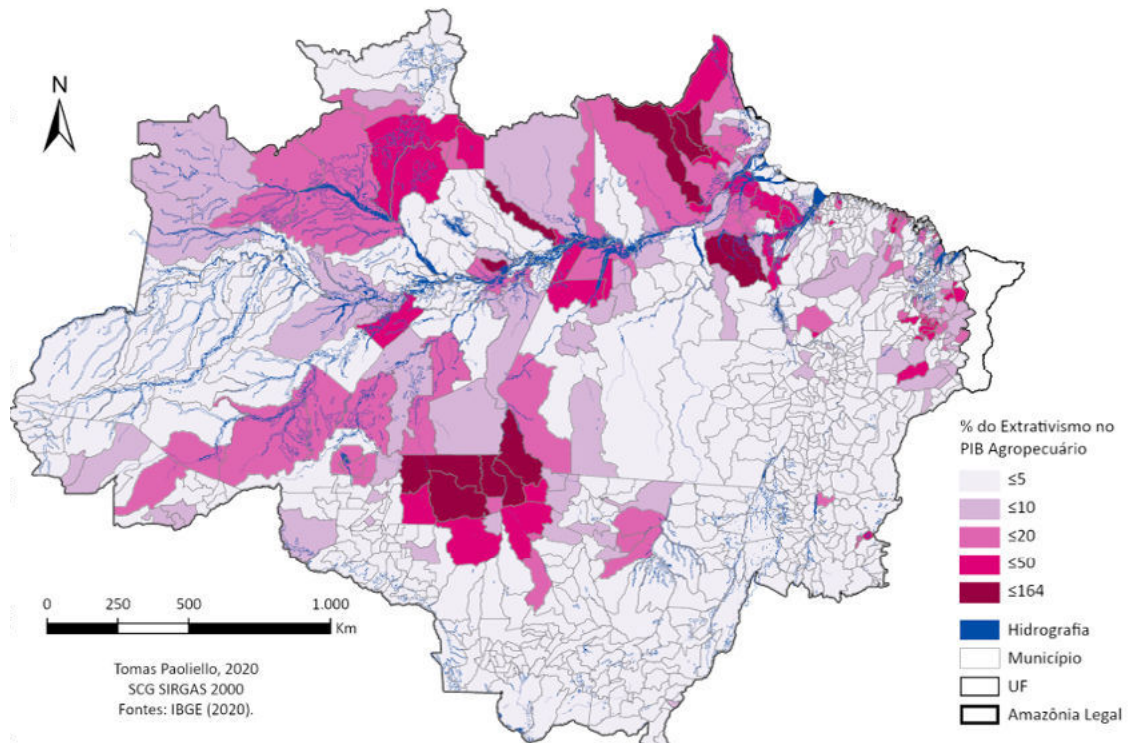 N
% do Extrativismo no
PIB Agropecuário
≤5
≤10
≤20
≤50
≤164
Hidrografia
Município
UF
Amazônia Legal
0 250 500 1.000
Km
Tomas Paoliello, 2020
SCG SIRGAS 2000
Fontes: IBGE (2020).